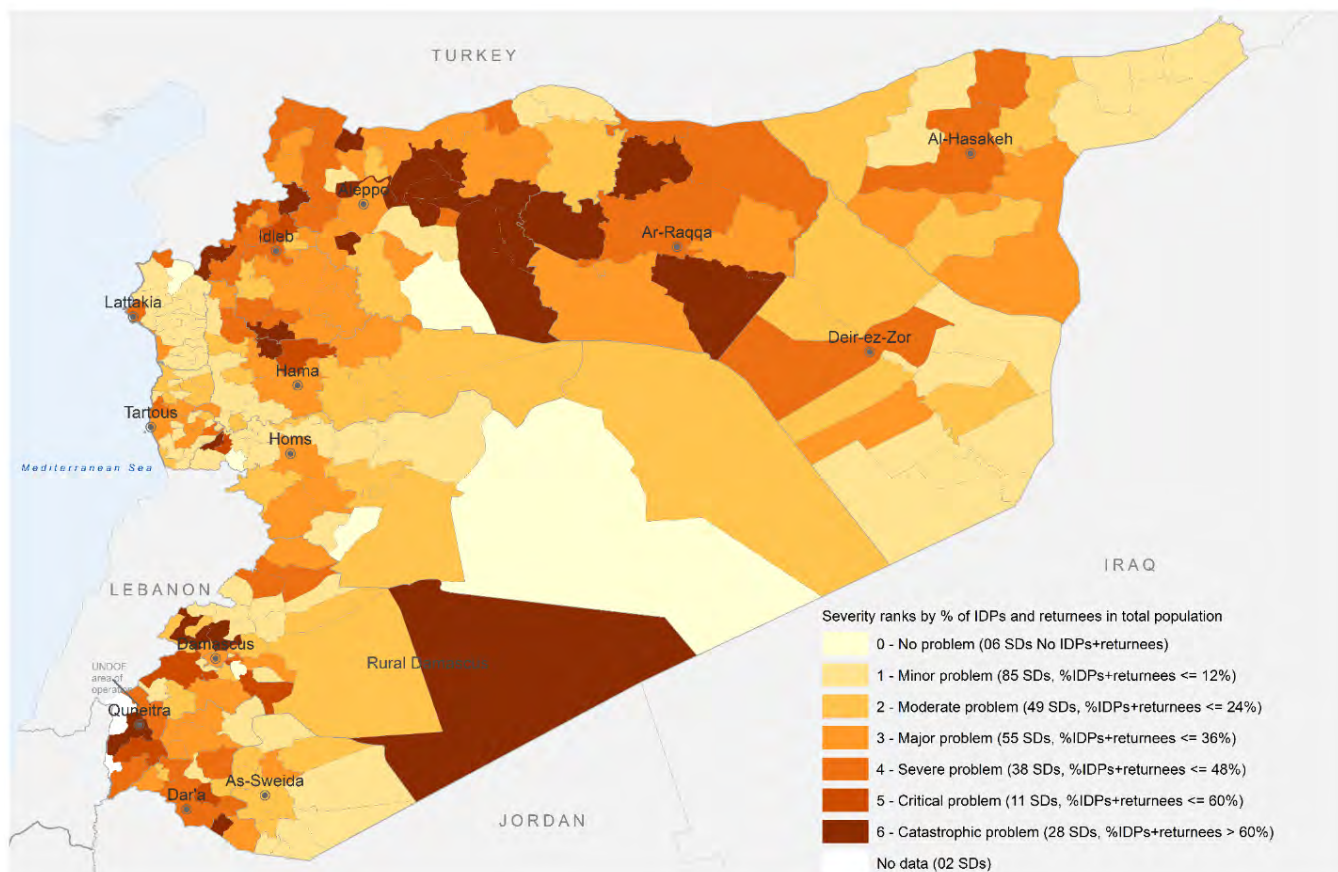 TURKEY
Al-Hasakeh
Aleppo
Idleb
Ar-Raqqa
Lattakia
Deir-ez-Zor
Hama
Tartous
Homs
Mediterranean Sea
IRAQ
LEBANON
Damascus
Rural Damascus
UNDOF
area of
operation
Quneitra
As-Sweida
Dar'a
JORDAN
Severity ranks by % of IDPs and returnees in total population
0 - No problem (06 SDs No IDPs+returnees)
1 - Minor problem (85 SDs, %IDPs+returnees <= 12%)
2 - Moderate problem (49 SDs, %IDPs+returnees <= 24%)
3 - Major problem (55 SDs, %IDPs+returnees <= 36%)
4 - Severe problem (38 SDs, %IDPs+returnees <= 48%)
5 - Critical problem (11 SDs, %IDPs+returnees <= 60%)
6 - Catastrophic problem (28 SDs, %IDPs+returnees > 60%)
No data (02 SDs)